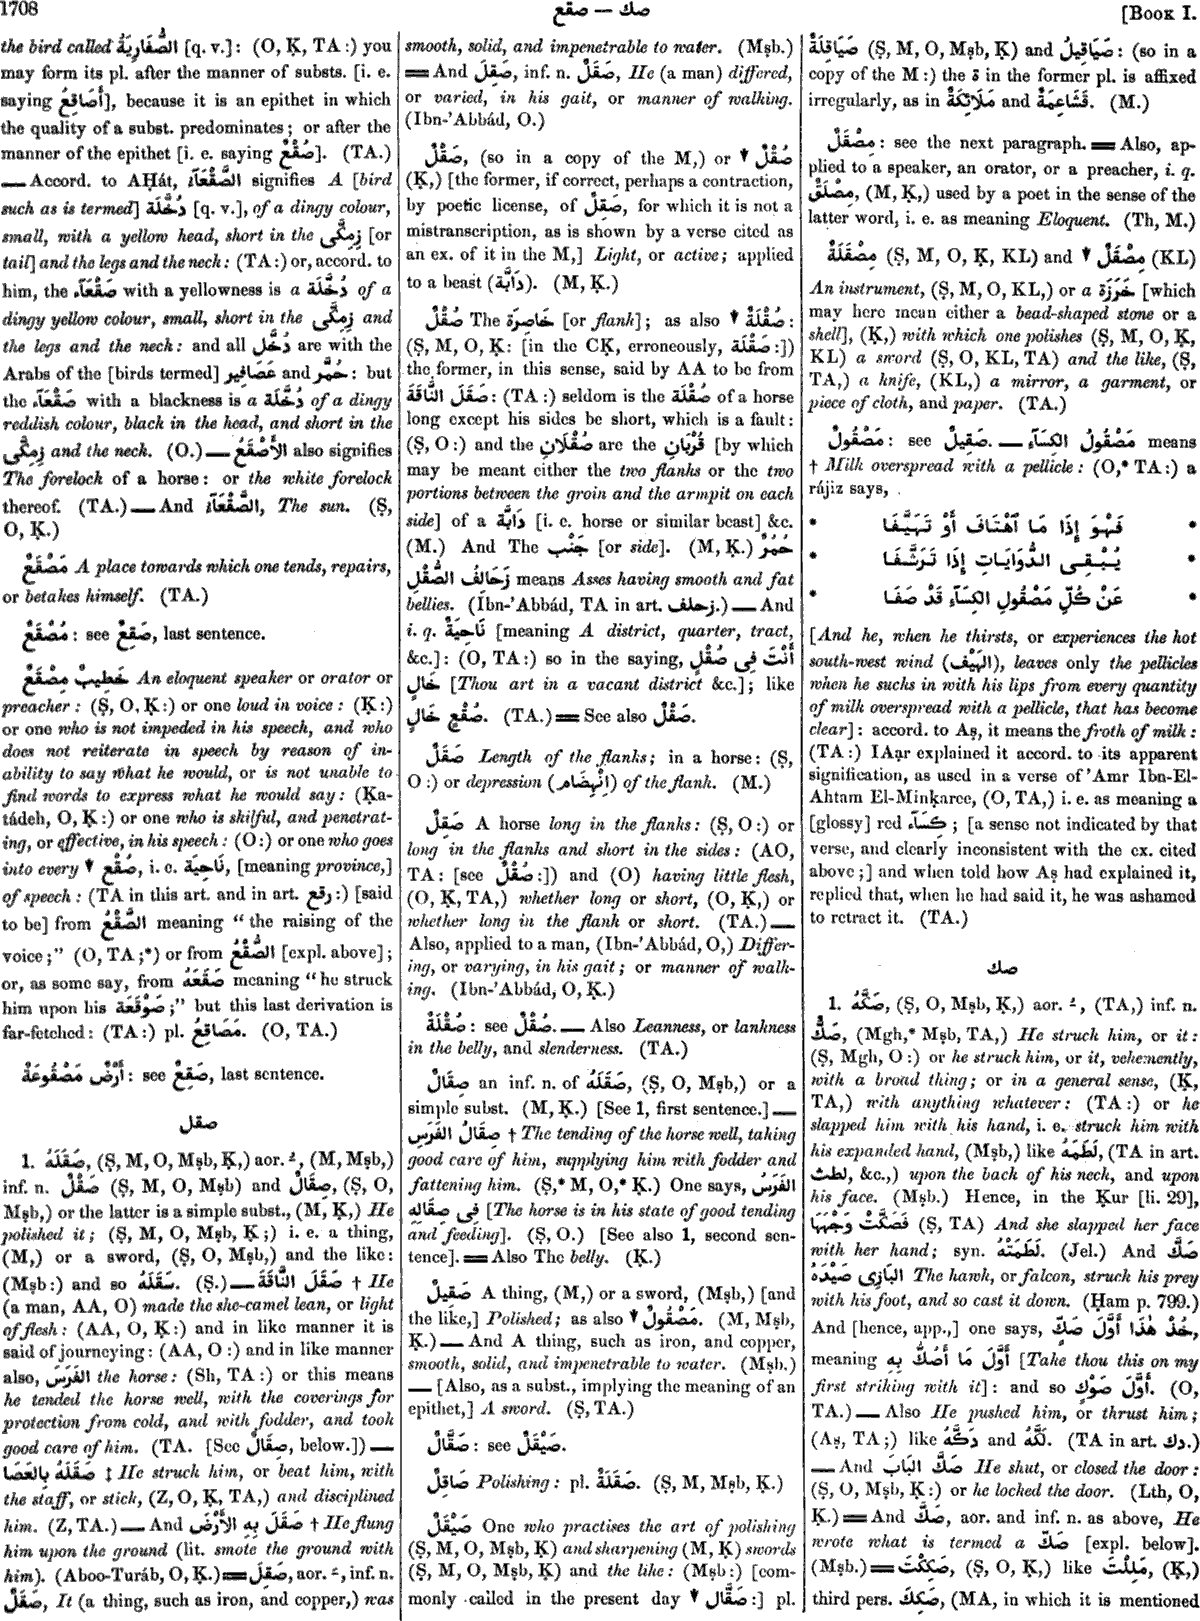 1708
صقع — صك
[Book I.
the bird called الصُّفَارِيَّةُ [q. v.]: (O, Ḳ, TA:) you
may form its pl. after the manner of substs. [i. e.
saying أَصَاقِعُ], because it is an epithet in which
the quality of a subst. predominates; or after the
manner of the epithet [i. e. saying صُقْعٌ]. (TA.)
— Accord. to AḤát, الصَّقْعَآءُ signifies A [bird
such as is termed] دُخَّلَة [q. v.], of a dingy colour,
small, with a yellow head, short in the زِمِكَّى [or
tail] and the legs and the neck: (TA:) or, accord. to
him, the صَقْعَآء with a yellowness is a دُخَّلَة of a
dingy yellow colour, small, short in the زِمِكَّى and
the legs and the neck: and all دُخَّل are with the
Arabs of the [birds termed] عَصَافِير and حُمَّر: but
the صَقْعَآء with a blackness is a دُخَّلَة of a dingy
reddish colour, black in the head, and short in the
زِمِكَّى and the neck. (O.) — الأَصْقَعُ also signifies
The forelock of a horse: or the white forelock
thereof. (TA.) — And الصَّقْعَآءُ, The sun. (Ṣ,
O, Ḳ.)
مَصْقَعٌ A place towards which one tends, repairs,
or betakes himself. (TA.)
مُصْقَعٌ: see صَقِعٌ, last sentence.
خَطِيبٌ مِصْقَعٌ An eloquent speaker or orator or
preacher: (Ṣ, O, Ḳ:) or one loud in voice: (Ḳ:)
or one who is not impeded in his speech, and who
does not reiterate in speech by reason of in-
ability to say what he would, or is not unable to
find words to express what he would say: (Ḳa-
tádeh, O, Ḳ:) or one who is skilful, and penetrat-
ing, or effective, in his speech: (O:) or one who goes
into every ▼ صُقْع, i. e. نَاحِيَة, [meaning province,]
of speech: (TA in this art. and in art. رقع:) [said
to be] from الصَّقْعُ meaning “the raising of the
voice;” (O, TA;*) or from الصُّقْعُ [expl. above];
or, as some say, from صَقَعَهُ meaning “he struck
him upon his صَوْقَعَة;” but this last derivation is
far-fetched: (TA:) pl. مَصَاقِعُ. (O, TA.)
أَرْضٌ مَصْقُوعَةٌ: see صَقِعٌ, last sentence.
صقل
1. صَقَلَهُ, (Ṣ, M, O, Mṣb, Ḳ,) aor. ـُ, (M, Mṣb,)
inf. n. صَقْلٌ (Ṣ, M, O, Mṣb) and صِقَالٌ, (Ṣ, O,
Mṣb,) or the latter is a simple subst., (M, Ḳ,) He
polished it; (Ṣ, M, O, Mṣb, Ḳ;) i. e. a thing,
(M,) or a sword, (Ṣ, O, Mṣb,) and the like:
(Mṣb:) and so سَقَلَهُ. (Ṣ.) — صَقَلَ النَّاقَةَ † He
(a man, AA, O) made the she-camel lean, or light
of flesh: (AA, O, Ḳ:) and in like manner it is
said of journeying: (AA, O:) and in like manner
also, الفَرَسَ the horse: (Sh, TA:) or this means
he tended the horse well, with the coverings for
protection from cold, and with fodder, and took
good care of him. (TA. [See صِقَالٌ, below.]) —
صَقَلَهُ بِالعَصَا ‡ He struck him, or beat him, with
the staff, or stick, (Z, O, Ḳ, TA,) and disciplined
him. (Z, TA.) — And صَقَلَ بِهِ الأَرْضَ † He flung
him upon the ground (lit. smote the ground with
him). (Aboo-Turáb, O, Ḳ.) = صَقِلَ, aor. ـَ, inf. n.
صَقَلٌ, It (a thing, such as iron, and copper,) was
smooth, solid, and impenetrable to water. (Mṣb.)
= And صَقِلَ, inf. n. صَقَلٌ, He (a man) differed,
or varied, in his gait, or manner of walking.
(Ibn-’Abbád, O.)
صَقْلٌ, (so in a copy of the M,) or ▼ صُقْلٌ
(Ḳ,) [the former, if correct, perhaps a contraction,
by poetic license, of صَقِلٌ, for which it is not a
mistranscription, as is shown by a verse cited as
an ex. of it in the M,] Light, or active; applied
to a beast (دَابَّة). (M, Ḳ.)
صُقْلٌ The خَاصِرَة [or flank]; as also ▼ صُقْلَةٌ:
(Ṣ, M, O, Ḳ: [in the CḲ, erroneously, صَقْلَة:])
the former, in this sense, said by AA to be from
صَقَلَ النَّاقَةَ: (TA:) seldom is the صُقْلَة of a horse
long except his sides be short, which is a fault:
(Ṣ, O:) and the صُقْلَانِ are the قُرْبَانِ [by which
may be meant either the two flanks or the two
portions between the groin and the armpit on each
side] of a دَابَّة [i. e. horse or similar beast] &c.
(M.) And The جَنْب [or side]. (M, Ḳ.) حُمُرٌ
زَحَالِفُ الصُّقْلِ means Asses having smooth and fat
bellies. (Ibn-’Abbád, TA in art. زحلف.) — And
i. q. نَاحِيَةٌ [meaning A district, quarter, tract,
&c.]: (O, TA:) so in the saying, أَنْتَ فِى صُقْلٍ
خَالٍ [Thou art in a vacant district &c.]; like
صُقْعٍ خَالٍ. (TA.) = See also صَقْلٌ.
صَقَلٌ Length of the flanks; in a horse: (Ṣ,
O:) or depression (اِنْهِضَام) of the flank. (M.)
صَقِلٌ A horse long in the flanks: (Ṣ, O:) or
long in the flanks and short in the sides: (AO,
TA: [see صُقْلٌ:]) and (O) having little flesh,
(O, Ḳ, TA,) whether long or short, (O, Ḳ,) or
whether long in the flank or short. (TA.) —
Also, applied to a man, (Ibn-’Abbád, O,) Differ-
ing, or varying, in his gait; or manner of walk-
ing. (Ibn-’Abbád, O, Ḳ.)
صُقْلَةٌ: see صُقْلٌ. — Also Leanness, or lankness
in the belly, and slenderness. (TA.)
صِقَالٌ an inf. n. of صَقَلَهُ, (Ṣ, O, Mṣb,) or a
simple subst. (M, Ḳ.) [See 1, first sentence.] —
صِقَالُ الفَرَسِ † The tending of the horse well, taking
good care of him, supplying him with fodder and
fattening him. (Ṣ,* M, O,* Ḳ.) One says, الفَرَسُ
فِى صِقَالِهِ [The horse is in his state of good tending
and feeding]. (Ṣ, O.) [See also 1, second sen-
tence]. = Also The belly. (Ḳ.)
صَقِيلٌ A thing, (M,) or a sword, (Mṣb,) [and
the like,] Polished; as also ▼ مَصْقُولٌ. (M, Mṣb,
Ḳ.) — And A thing, such as iron, and copper,
smooth, solid, and impenetrable to water. (Mṣb.)
— [Also, as a subst., implying the meaning of an
epithet,] A sword. (Ṣ, TA.)
صَقَّالٌ: see صَيْقَلٌ.
صَاقِلٌ Polishing: pl. صَقَلَةٌ. (Ṣ, M, Mṣb, Ḳ.)
صَيْقَلٌ One who practises the art of polishing
(Ṣ, M, O, Mṣb, Ḳ) and sharpening (M, Ḳ) swords
(Ṣ, M, O, Mṣb, Ḳ) and the like: (Mṣb:) [com-
monly called in the present day ▼ صَقَّال:] pl.
صَيَاقِلَةٌ (Ṣ, M, O, Mṣb, Ḳ) and صَيَاقِيلُ: (so in a
copy of the M:) the ة in the former pl. is affixed
irregularly, as in مَلَائِكَةٌ and قَشَاعِمَةٌ. (M.)
مِصْقَلٌ: see the next paragraph. = Also, ap-
plied to a speaker, an orator, or a preacher, i. q.
مِصْلَقٌ, (M, Ḳ,) used by a poet in the sense of the
latter word, i. e. as meaning Eloquent. (Th, M.)
مِصْقَلَةٌ (Ṣ, M, O, Ḳ, KL) and ▼ مِصْقَلٌ (KL)
An instrument, (Ṣ, M, O, KL,) or a خَرَزَة [which
may here mean either a bead-shaped stone or a
shell], (Ḳ,) with which one polishes (Ṣ, M, O, Ḳ,
KL) a sword (Ṣ, O, KL, TA) and the like, (Ṣ,
TA,) a knife, (KL,) a mirror, a garment, or
piece of cloth, and paper. (TA.)
مَصْقُولٌ: see صَقِيلٌ. — مَصْقُولُ الكِسَآءِ means
† Milk overspread with a pellicle: (O,* TA:) a
rájiz says,
* فَهْوَ إِذَا مَا ٱهْتَافَ أَوْ تَهَيَّفَا *
* يُبْقِى الدُّوَايَاتِ إِذَا تَرَشَّفَا *
* عَنْ كُلِّ مَصْقُولِ الكِسَآءِ قَدْ صَفَا *
[And he, when he thirsts, or experiences the hot
south-west wind (الهَيْف), leaves only the pellicles
when he sucks in with his lips from every quantity
of milk overspread with a pellicle, that has become
clear]: accord. to Aṣ, it means the froth of milk:
(TA:) IAạr explained it accord. to its apparent
signification, as used in a verse of ’Amr Ibn-El-
Ahtam El-Minḳaree, (O, TA,) i. e. as meaning a
[glossy] red كِسَآء; [a sense not indicated by that
verse, and clearly inconsistent with the ex. cited
above;] and when told how Aṣ had explained it,
replied that, when he had said it, he was ashamed
to retract it. (TA.)
صك
1. صَكَّهُ, (Ṣ, O, Mṣb, Ḳ,) aor. ـُ, (TA,) inf. n.
صَكٌّ, (Mgh,* Mṣb, TA,) He struck him, or it:
(Ṣ, Mgh, O:) or he struck him, or it, vehemently,
with a broad thing; or in a general sense, (Ḳ,
TA,) with anything whatever: (TA:) or he
slapped him with his hand, i. e. struck him with
his expanded hand, (Mṣb,) like لَطَمَهُ, (TA in art.
لطث, &c.,) upon the back of his neck, and upon
his face. (Mṣb.) Hence, in the Ḳur [li. 29],
فَصَكَّتْ وَجْهَهَا (Ṣ, TA) And she slapped her face
with her hand; syn. لَطَمَتْهُ. (Jel.) And صَكَّ
البَازِى صَيْدَهُ The hawk, or falcon, struck his prey
with his foot, and so cast it down. (Ḥam p. 799.)
And [hence, app.,] one says, خُذْ هٰذَا أَوَّلَ صَكٍّ,
meaning أَوَّلَ مَا أَصُكُّ بِهِ [Take thou this on my
first striking with it]: and so أَوَّلَ صَوْكٍ. (O,
TA.) — Also He pushed him, or thrust him;
(Aṣ, TA;) like دَكَّهُ and لَكَّهُ. (TA in art. دك.)
— And صَكَّ البَابَ He shut, or closed the door:
(Ṣ, O, Mṣb, Ḳ:) or he locked the door. (Lth, O,
Ḳ.) = And صَكَّ, aor. and inf. n. as above, He
wrote what is termed a صَكّ [expl. below].
(Mṣb.) = صَكِكْتَ, (Ṣ, O, Ḳ,) like مَلِلْتَ, (Ḳ,)
third pers. صَكِكَ, (MA, in which it is mentioned